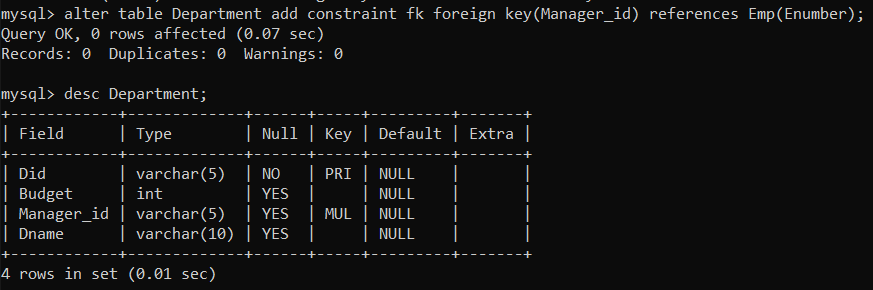 mysql> alter table Department add constraint fk foreign key(Manager_id) references Emp(Enumber);
Query OK, 0 rows affected (0.07 sec)
Records: 0  Duplicates: 0  Warnings: 0

mysql> desc Department;
+------------+-------------+------+-----+---------+-------+
| Field      | Type        | Null | Key | Default | Extra |
+------------+-------------+------+-----+---------+-------+
| Did        | varchar(5)  | NO   | PRI | NULL    |       |
| Budget     | int         | YES  |     | NULL    |       |
| Manager_id | varchar(5)  | YES  | MUL | NULL    |       |
| Dname      | varchar(10) | YES  |     | NULL    |       |
+------------+-------------+------+-----+---------+-------+
4 rows in set (0.01 sec)